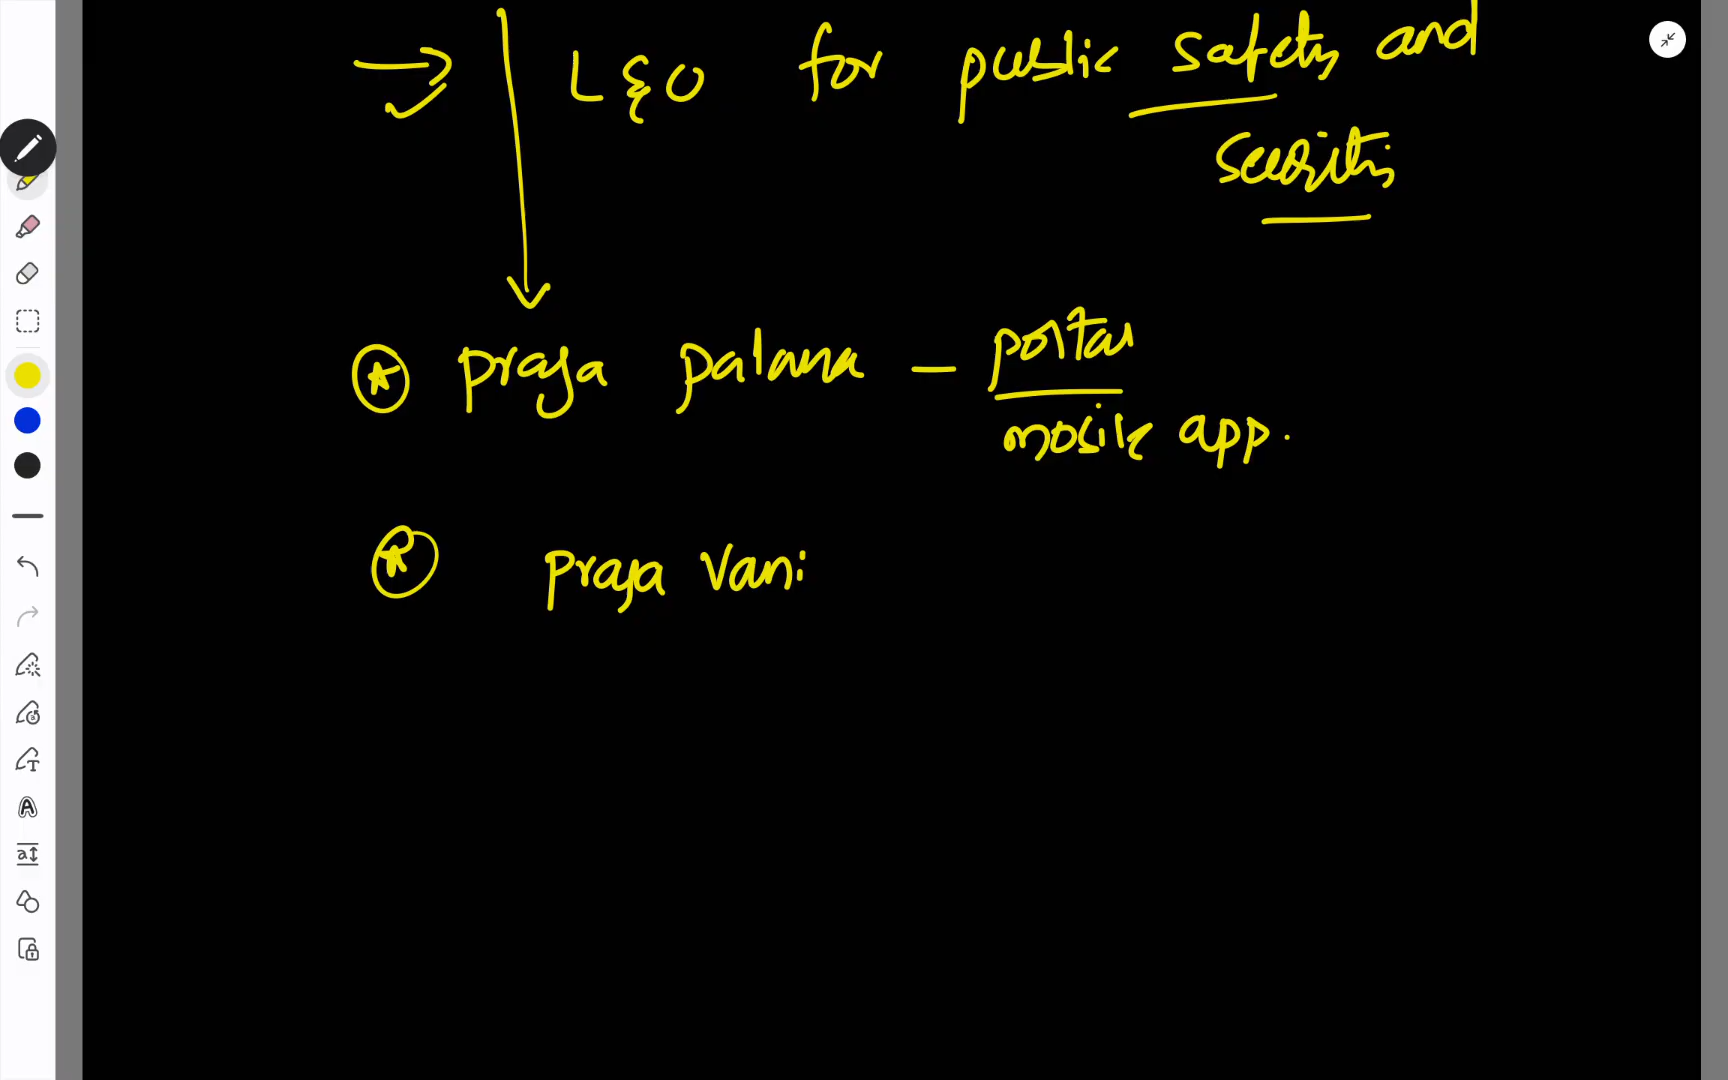 → L & O for public safety and
security
praja palana - portal
mobile app.
praja vani